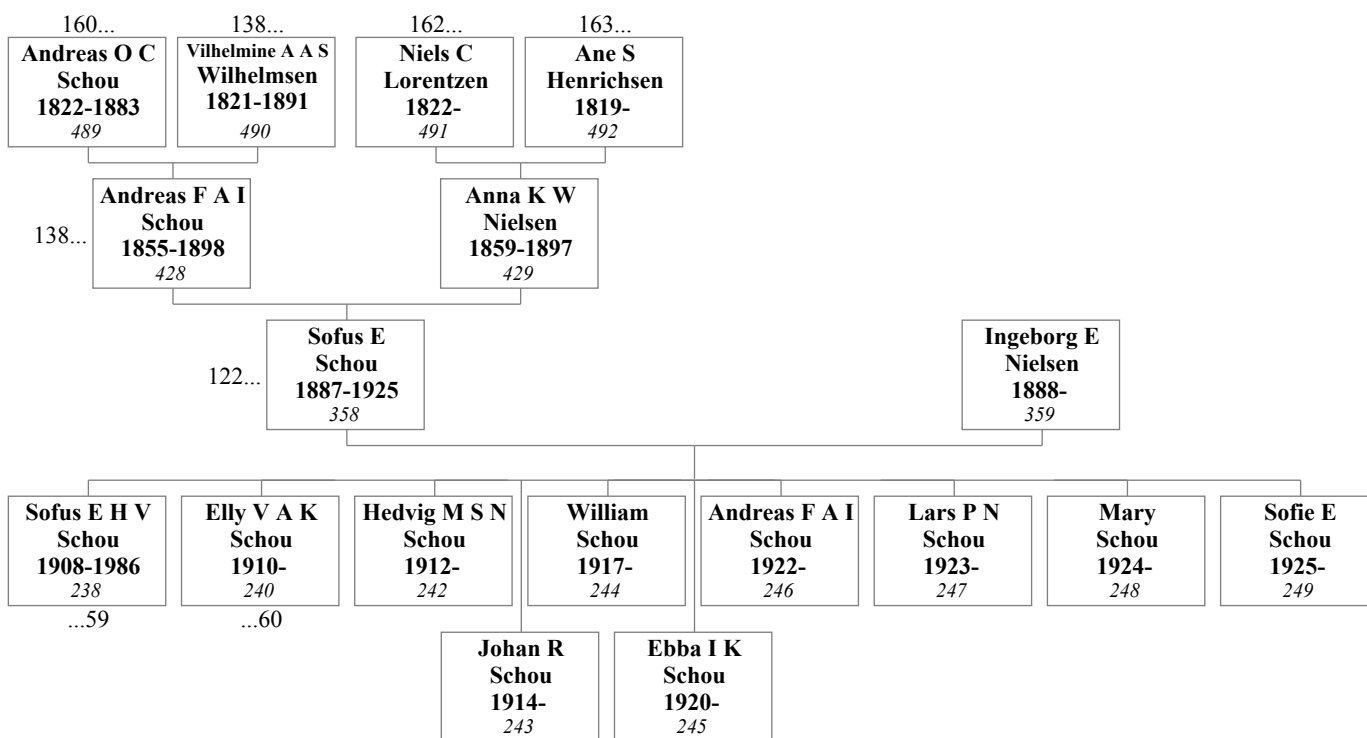 160...
138...
162...
163...
Andreas O C
Schou
1822-1883
489
Vilhelmine A A S
Wilhelmsen
1821-1891
490
Niels C
Lorentzen
1822-
491
Ane S
Henrichsen
1819-
492
138...
Andreas F A I
Schou
1855-1898
428
Anna K W
Nielsen
1859-1897
429
122...
Sofus E
Schou
1887-1925
358
Ingeborg E
Nielsen
1888-
359
Sofus E H V
Schou
1908-1986
238
...59
Elly V A K
Schou
1910-
240
...60
Hedvig M S N
Schou
1912-
242
William
Schou
1917-
244
Andreas F A I
Schou
1922-
246
Lars P N
Schou
1923-
247
Mary
Schou
1924-
248
Sofie E
Schou
1925-
249
Johan R
Schou
1914-
243
Ebba I K
Schou
1920-
245